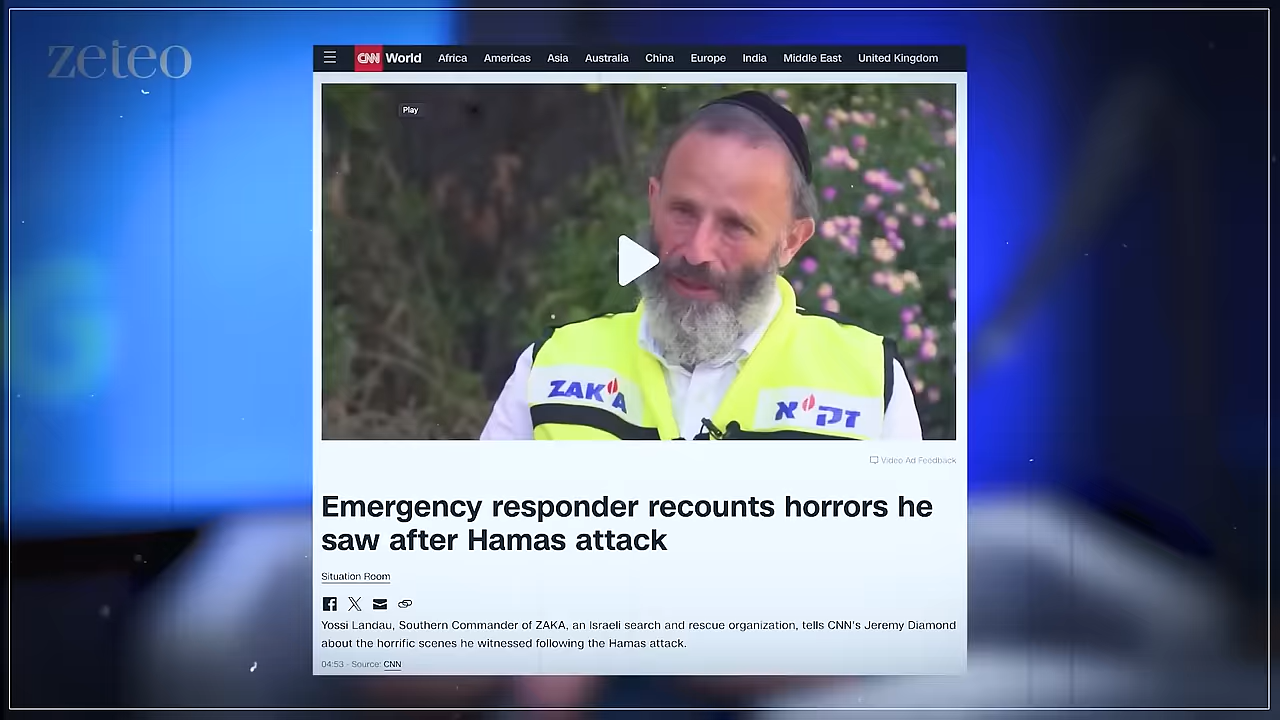 zeteo
CNN World Africa Americas Asia Australia China Europe India Middle East United Kingdom
Play
ZAKA זקא
Video Ad Feedback
Emergency responder recounts horrors he
saw after Hamas attack
Situation Room
Yossi Landau, Southern Commander of ZAKA, an Israeli search and rescue organization, tells CNN's Jeremy Diamond
about the horrific scenes he witnessed following the Hamas attack.
04:53 - Source: CNN